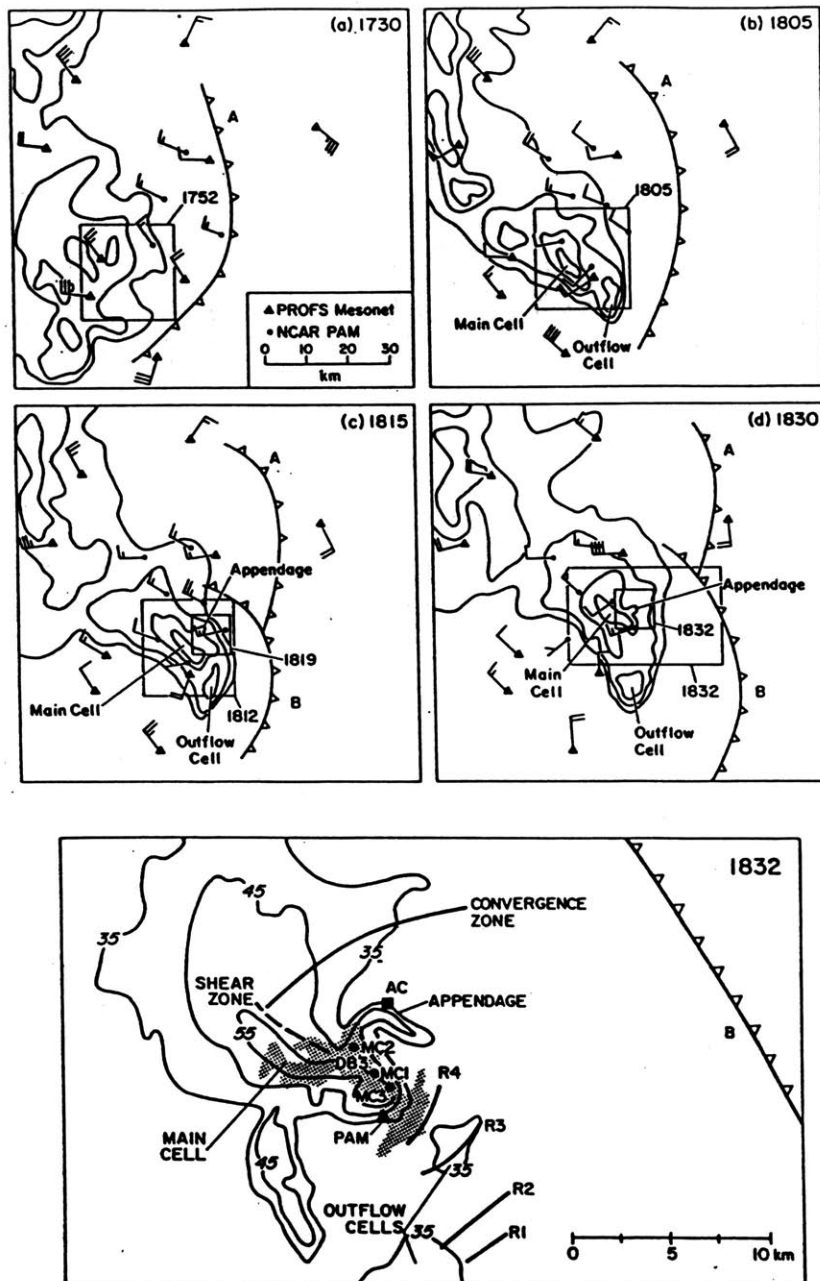 (a) 1730
A
1752
A
▲ PROFS Mesonet
• NCAR PAM
0 10 20 30
km
(b) 1805
A
1805
Main Cell
Outflow
Cell
(c) 1815
A
Appendage
1819
Main Cell
1812
B
Outflow
Cell
(d) 1830
A
Appendage
1832
Main
Cell
1832
B
Outflow
Cell
1832
45
CONVERGENCE
ZONE
35
35
SHEAR
ZONE
AC
APPENDAGE
55
MC2
B
DB3
MC1
R4
MC3
MAIN
CELL
PAM
R3
45
35
OUTFLOW
CELLS
R2
35
R1
0 5 10 km